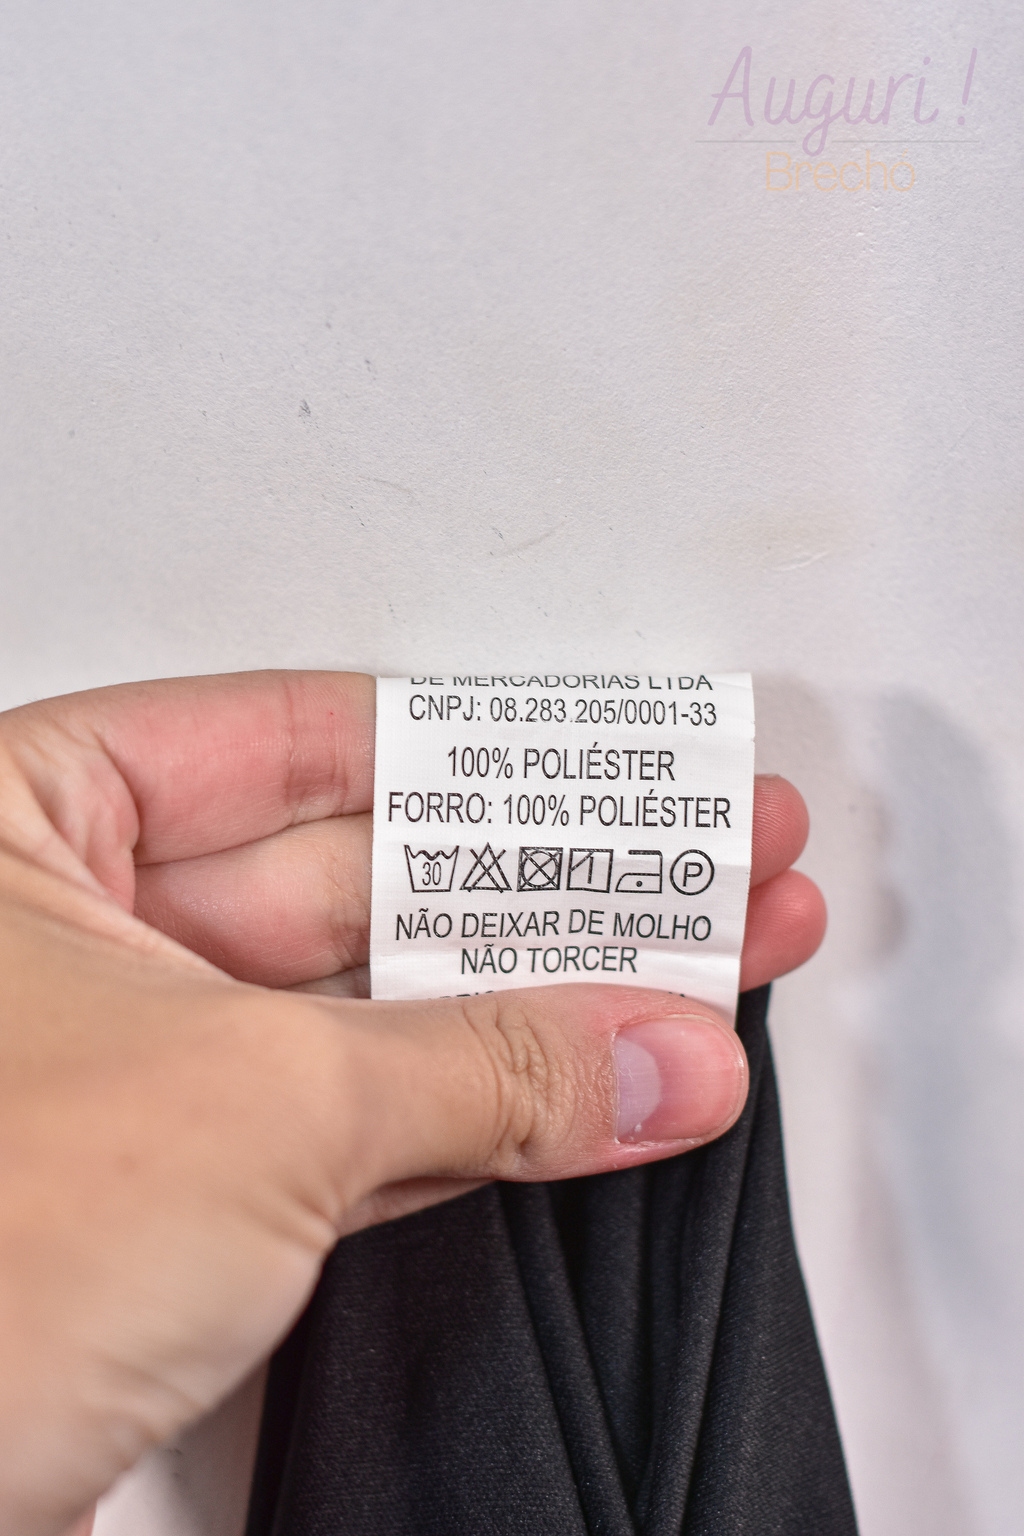 Auguri!
Brechó
DE MERCADORIAS LTDA
CNPJ: 08.283.205/0001-33
100% POLIÉSTER
FORRO: 100% POLIÉSTER
30 P
NÃO DEIXAR DE MOLHO
NÃO TORCER